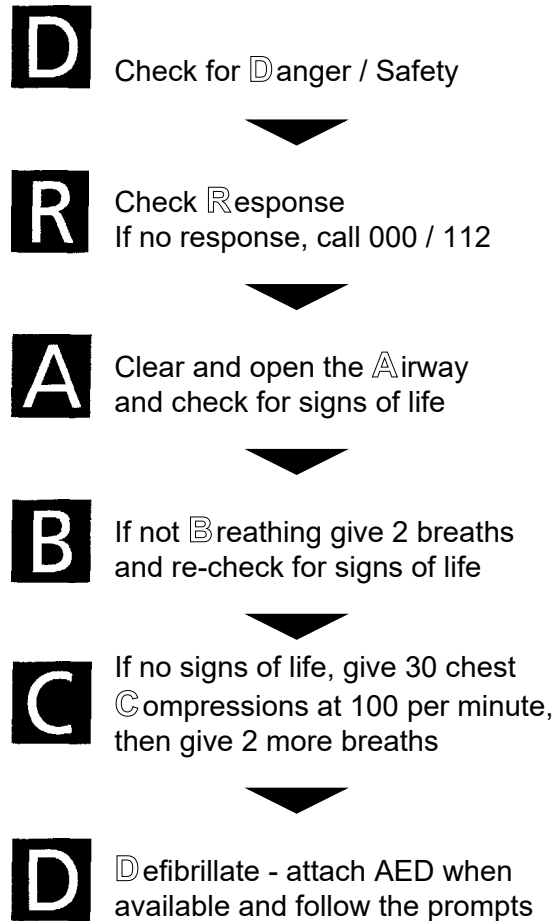 D
Check for Danger / Safety
R
Check Response
If no response, call 000 / 112
A
Clear and open the Airway
and check for signs of life
B
If not Breathing give 2 breaths
and re-check for signs of life
C
If no signs of life, give 30 chest
Compressions at 100 per minute,
then give 2 more breaths
D
Defibrillate - attach AED when
available and follow the prompts